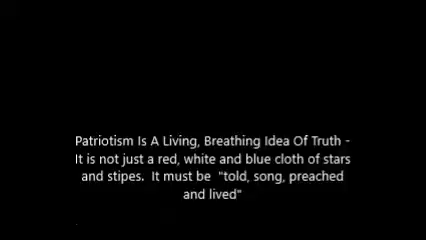 Patriotism Is A Living, Breathing Idea Of Truth -
It is not just a red, white and blue cloth of stars
and stipes.  It must be  "told, song, preached
and lived"